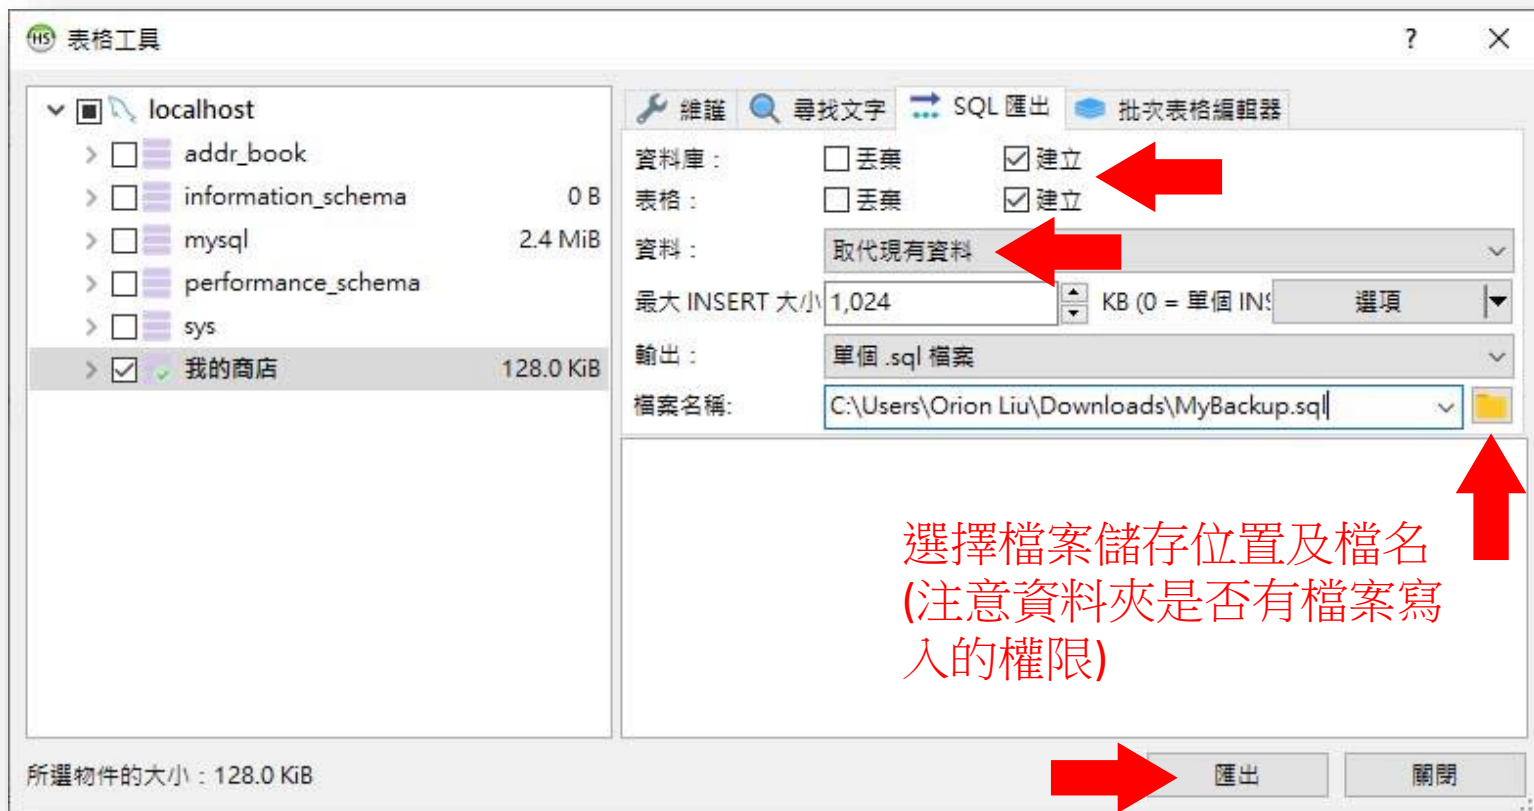 表格工具
localhost
addr_book
information_schema 0 B
mysql 2.4 MiB
performance_schema
sys
我的商店 128.0 KiB
維護 尋找文字 SQL 匯出 批次表格編輯器
資料庫： 丟棄 建立
表格： 丟棄 建立
資料： 取代現有資料
最大 INSERT 大小 1,024 KB (0 = 單個 INS 選項
輸出： 單個 .sql 檔案
檔案名稱: C:\Users\Orion Liu\Downloads\MyBackup.sql
選擇檔案儲存位置及檔名
(注意資料夾是否有檔案寫
入的權限)
所選物件的大小：128.0 KiB 匯出 關閉